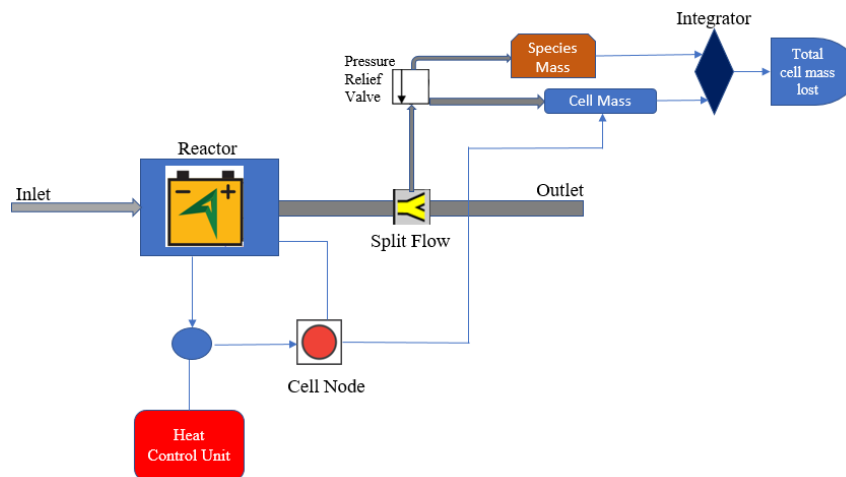 Integrator
Pressure
Relief
Valve
Species
Mass
Total
cell mass
lost
Cell Mass
Reactor
Inlet
Outlet
Split Flow
Cell Node
Heat
Control Unit